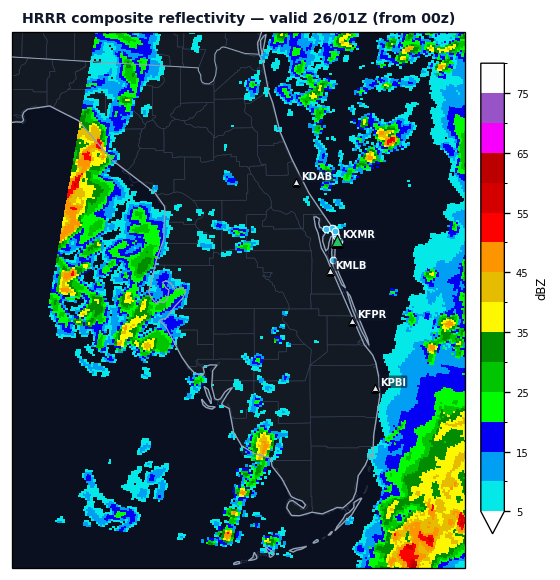 HRRR composite reflectivity — valid 26/01Z (from 00z)
KDAB
KXMR
KMLB
KFPR
KPBI
75
65
55
45
35
25
15
5
dBZ